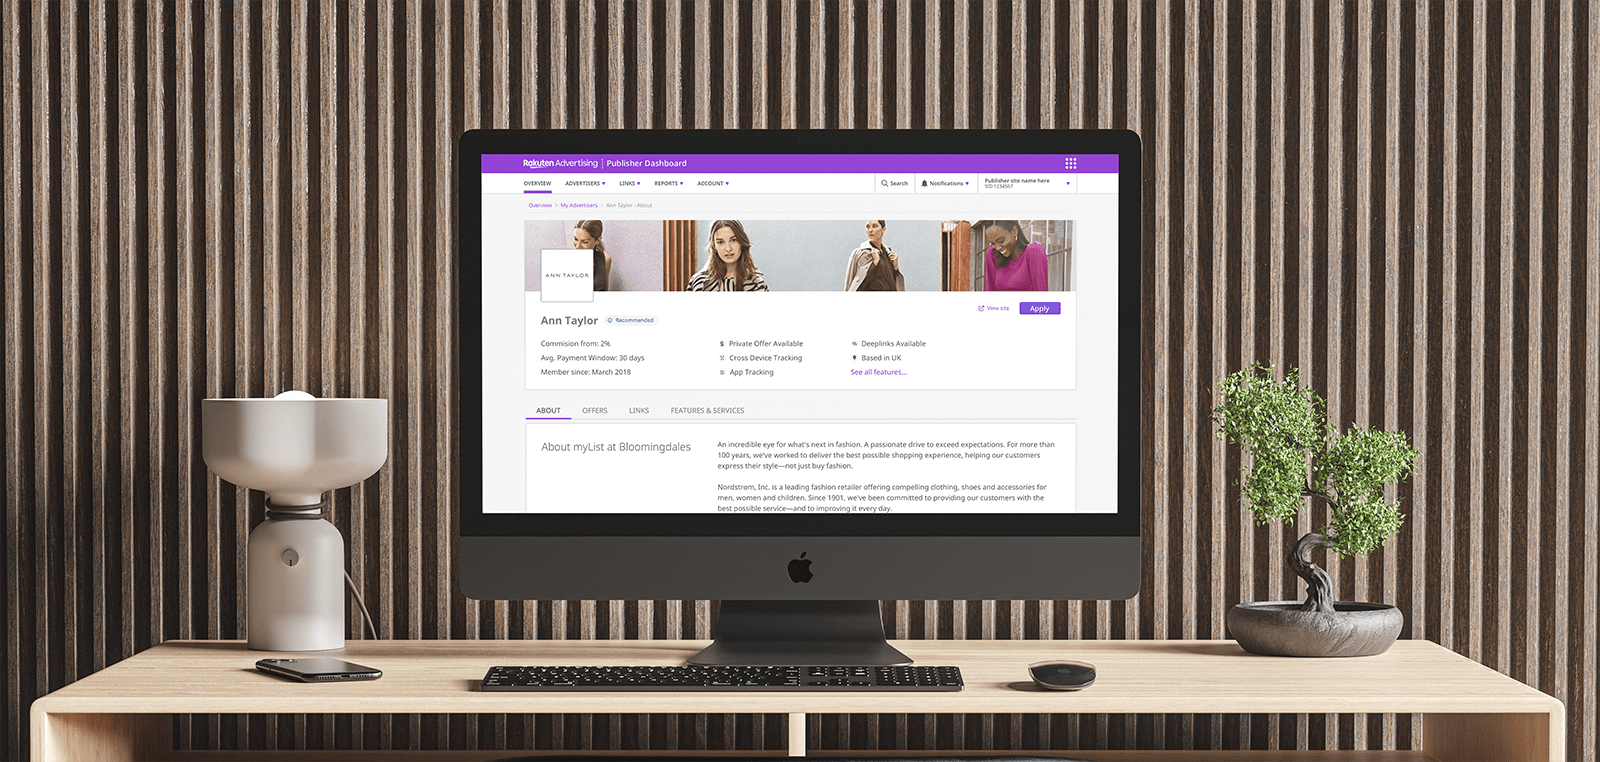 Rakuten Advertising | Publisher Dashboard
OVERVIEW ADVERTISERS LINKS REPORTS ACCOUNT Search Notifications Publisher site name here
SID:1234567
Overview > My Advertisers > Ann Taylor - About
ANN TAYLOR
View site Apply
Ann Taylor Recommended
Commision from: 2% Private Offer Available Deeplinks Available
Avg. Payment Window: 30 days Cross Device Tracking Based in UK
Member since: March 2018 App Tracking See all features...
ABOUT OFFERS LINKS FEATURES & SERVICES
About myList at Bloomingdales
An incredible eye for what's next in fashion. A passionate drive to exceed expectations. For more than
100 years, we've worked to deliver the best possible shopping experience, helping our customers
express their style—not just buy fashion.
Nordstrom, Inc. is a leading fashion retailer offering compelling clothing, shoes and accessories for
men, women and children. Since 1901, we've been committed to providing our customers with the
best possible service—and to improving it every day.